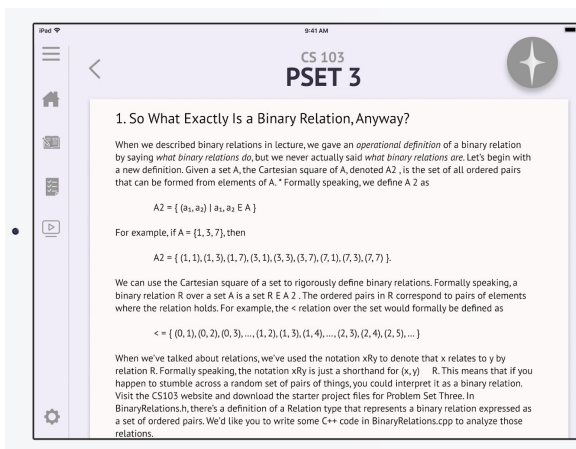 iPad
9:41 AM
CS 103
PSET 3
1. So What Exactly Is a Binary Relation, Anyway?
When we described binary relations in lecture, we gave an operational definition of a binary relation
by saying what binary relations do, but we never actually said what binary relations are. Let's begin with
a new definition. Given a set A, the Cartesian square of A, denoted A2 , is the set of all ordered pairs
that can be formed from elements of A. * Formally speaking, we define A 2 as
A2 = { (a₁, a₂) | a₁, a₂ E A }
For example, if A = {1, 3, 7}, then
A2 = { (1, 1), (1, 3), (1, 7), (3, 1), (3, 3), (3, 7), (7, 1), (7, 3), (7, 7) }.
We can use the Cartesian square of a set to rigorously define binary relations. Formally speaking, a
binary relation R over a set A is a set R E A 2 . The ordered pairs in R correspond to pairs of elements
where the relation holds. For example, the < relation over the set would formally be defined as
< = { (0, 1), (0, 2), (0, 3), ..., (1, 2), (1, 3), (1, 4), ..., (2, 3), (2, 4), (2, 5), ... }
When we've talked about relations, we've used the notation xRy to denote that x relates to y by
relation R. Formally speaking, the notation xRy is just a shorthand for (x, y) R. This means that if you
happen to stumble across a random set of pairs of things, you could interpret it as a binary relation.
Visit the CS103 website and download the starter project files for Problem Set Three. In
BinaryRelations.h, there's a definition of a Relation type that represents a binary relation expressed as
a set of ordered pairs. We'd like you to write some C++ code in BinaryRelations.cpp to analyze those
relations.